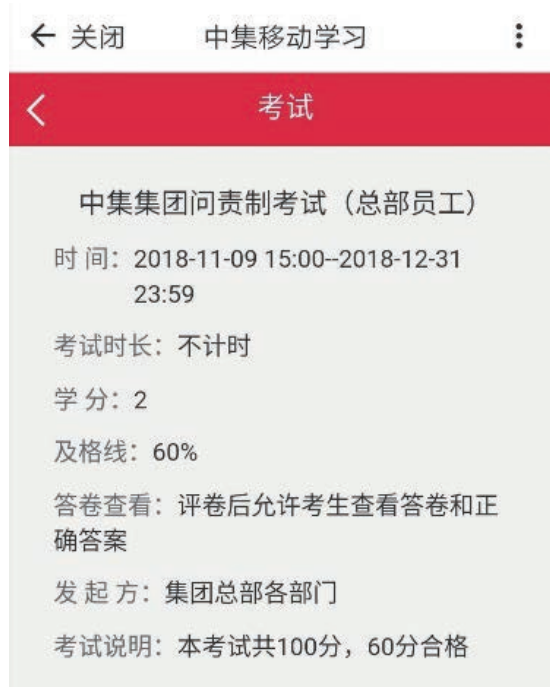 关闭 中集移动学习
考试
中集集团问责制考试（总部员工）
时 间：2018-11-09 15:00--2018-12-31
23:59
考试时长：不计时
学 分：2
及格线：60%
答卷查看：评卷后允许考生查看答卷和正
确答案
发 起 方：集团总部各部门
考试说明：本考试共100分，60分合格